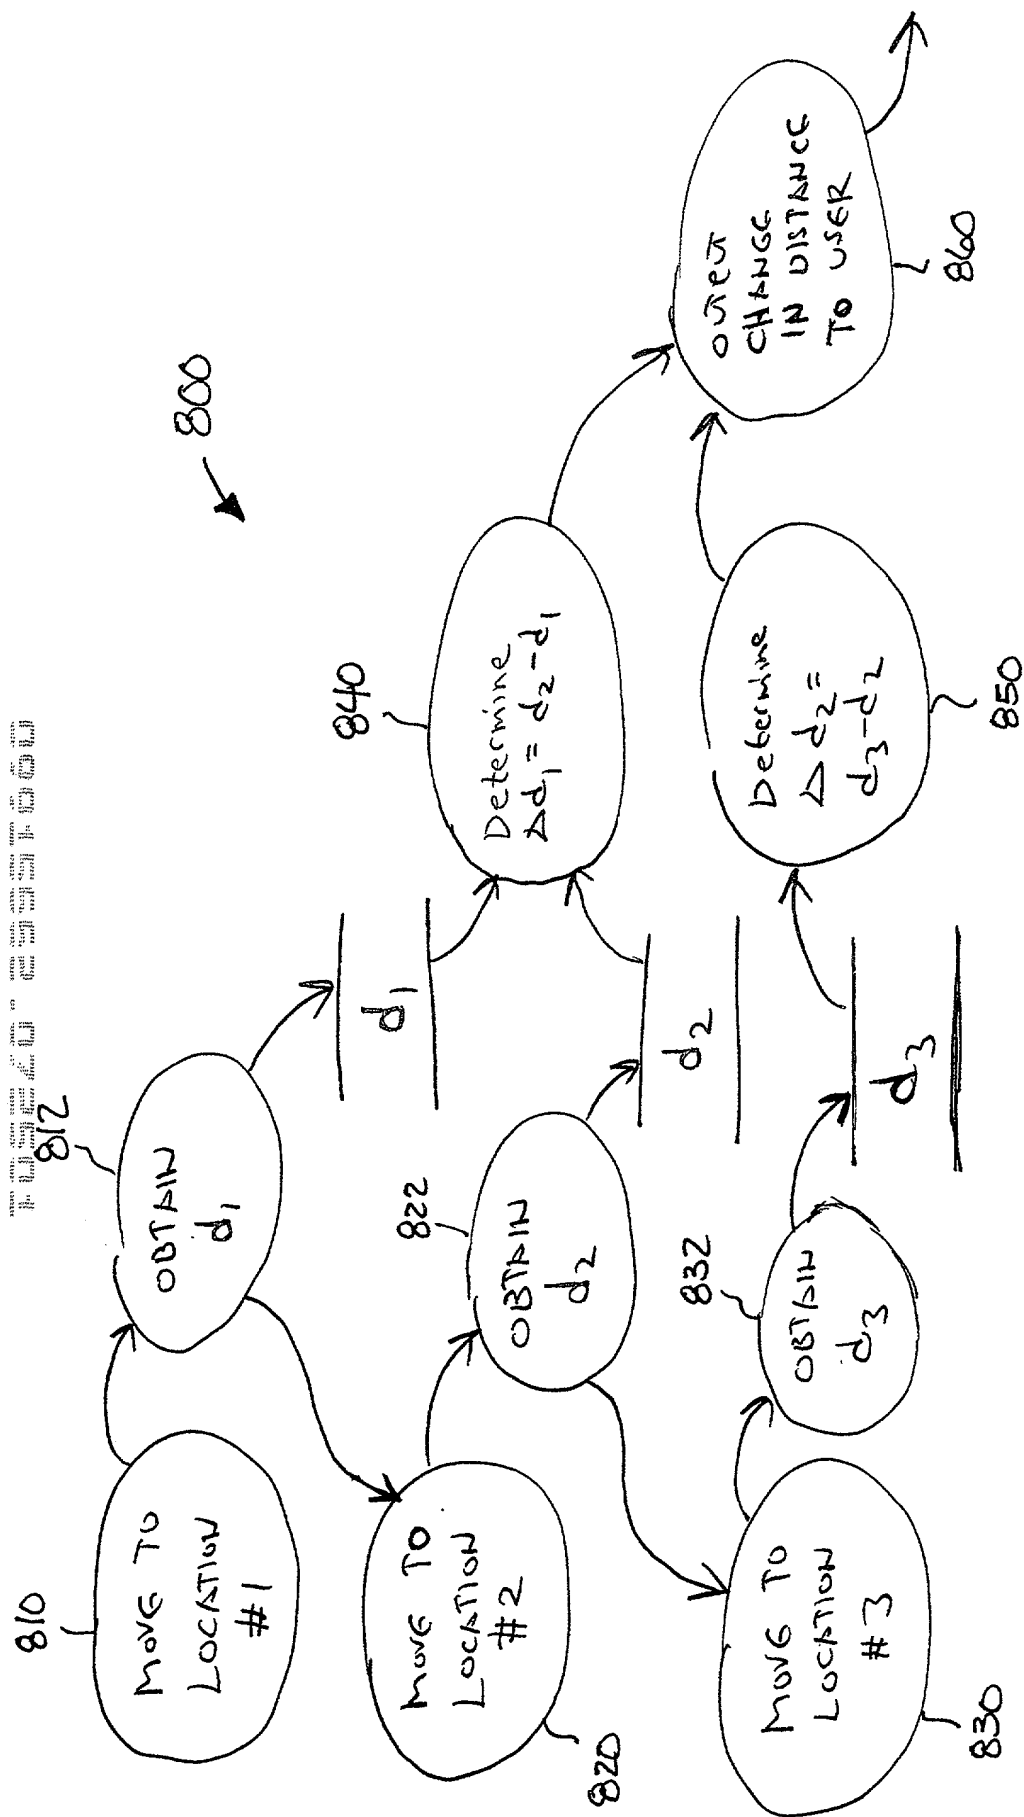 800
810
MOVE TO
LOCATION
#1
812
OBTAIN
d1
d1
820
MOVE TO
LOCATION
#2
822
OBTAIN
d2
d2
830
MOVE TO
LOCATION
#3
832
OBTAIN
d3
d3
840
Determine
Δd1 = d2-d1
850
Determine
Δd2=
d3-d2
860
OUTPUT
CHANGE
IN DISTANCE
TO USER